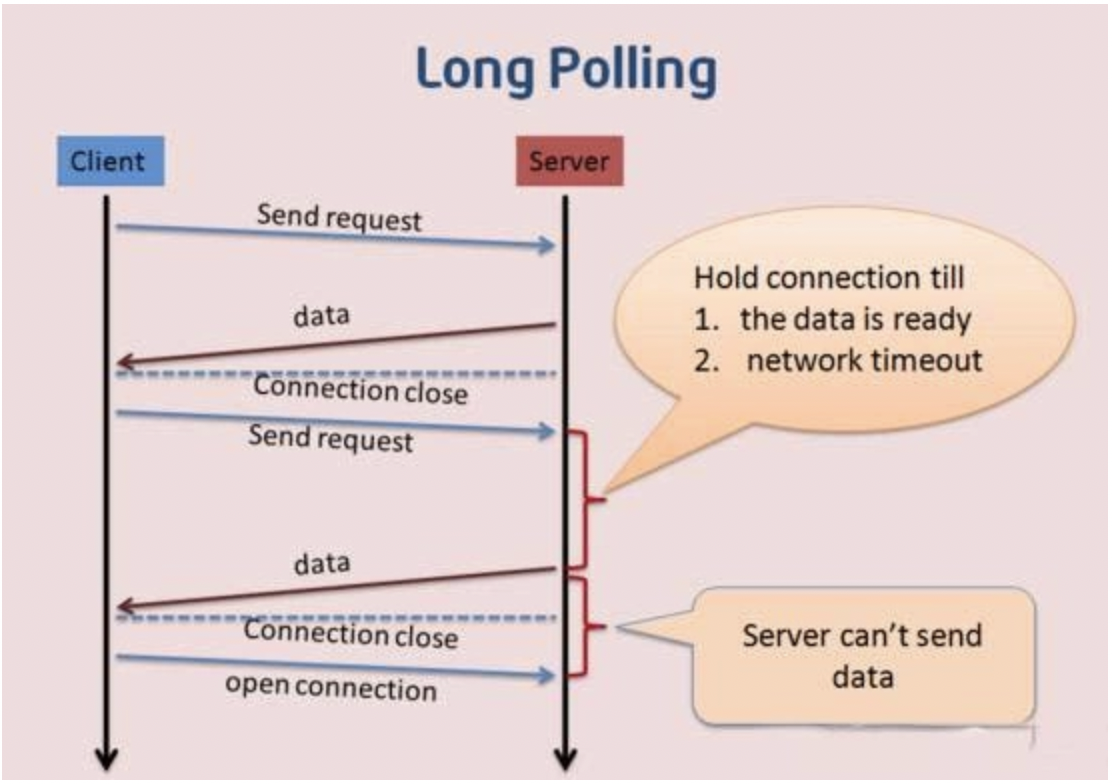 Long Polling
Client
Server
Send request
Hold connection till
1. the data is ready
2. network timeout
data
Connection close
Send request
data
Connection close
open connection
Server can't send
data